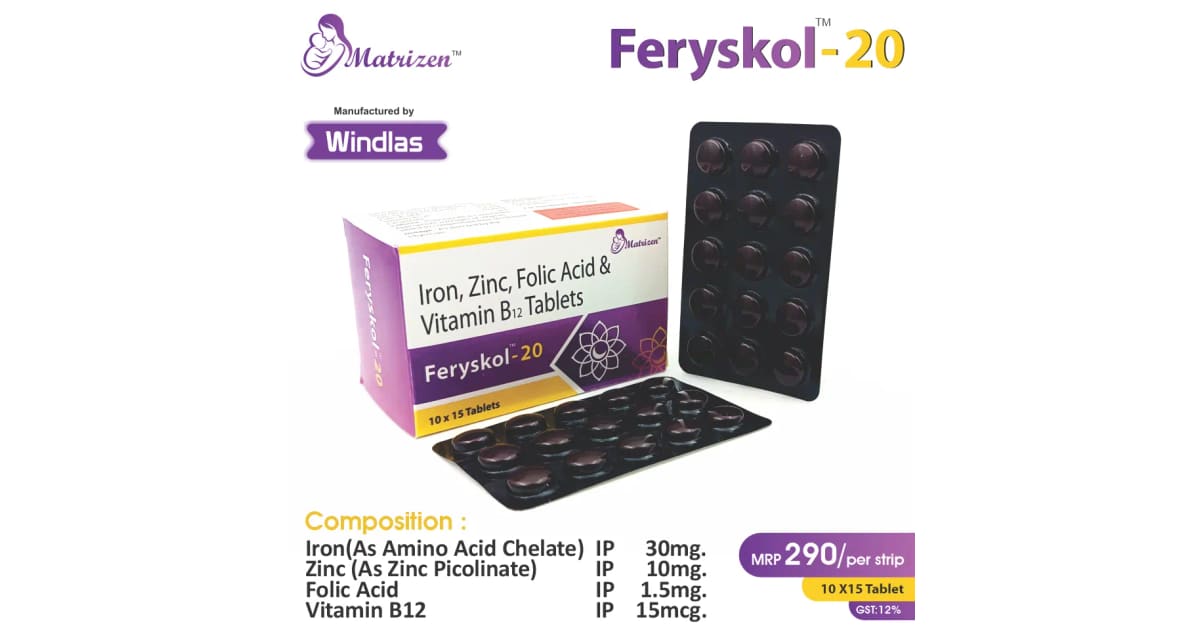 Matrizen™
Feryskol™-20
Manufactured by
Windlas
Matrizen™
Iron, Zinc, Folic Acid &
Vitamin B12 Tablets
Feryskol™-20
10 x 15 Tablets
Feryskol™-20
Composition :
Iron(As Amino Acid Chelate) IP 30mg.
Zinc (As Zinc Picolinate) IP 10mg.
Folic Acid IP 1.5mg.
Vitamin B12 IP 15mcg.
MRP 290/per strip
10 X15 Tablet
GST:12%